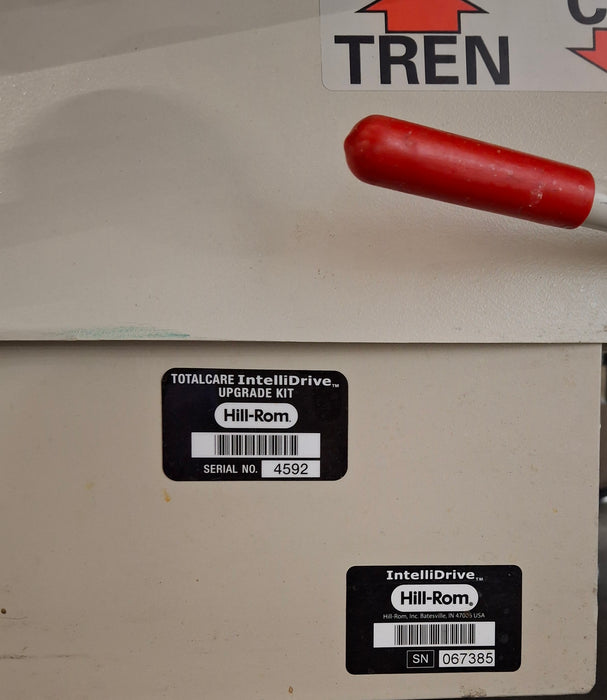 C
TREN
TOTALCARE IntelliDrive™
UPGRADE KIT
Hill-Rom®
SERIAL NO. 4592
IntelliDrive™
Hill-Rom®
Hill-Rom, Inc. Batesville, IN 47025 USA
SN 067385